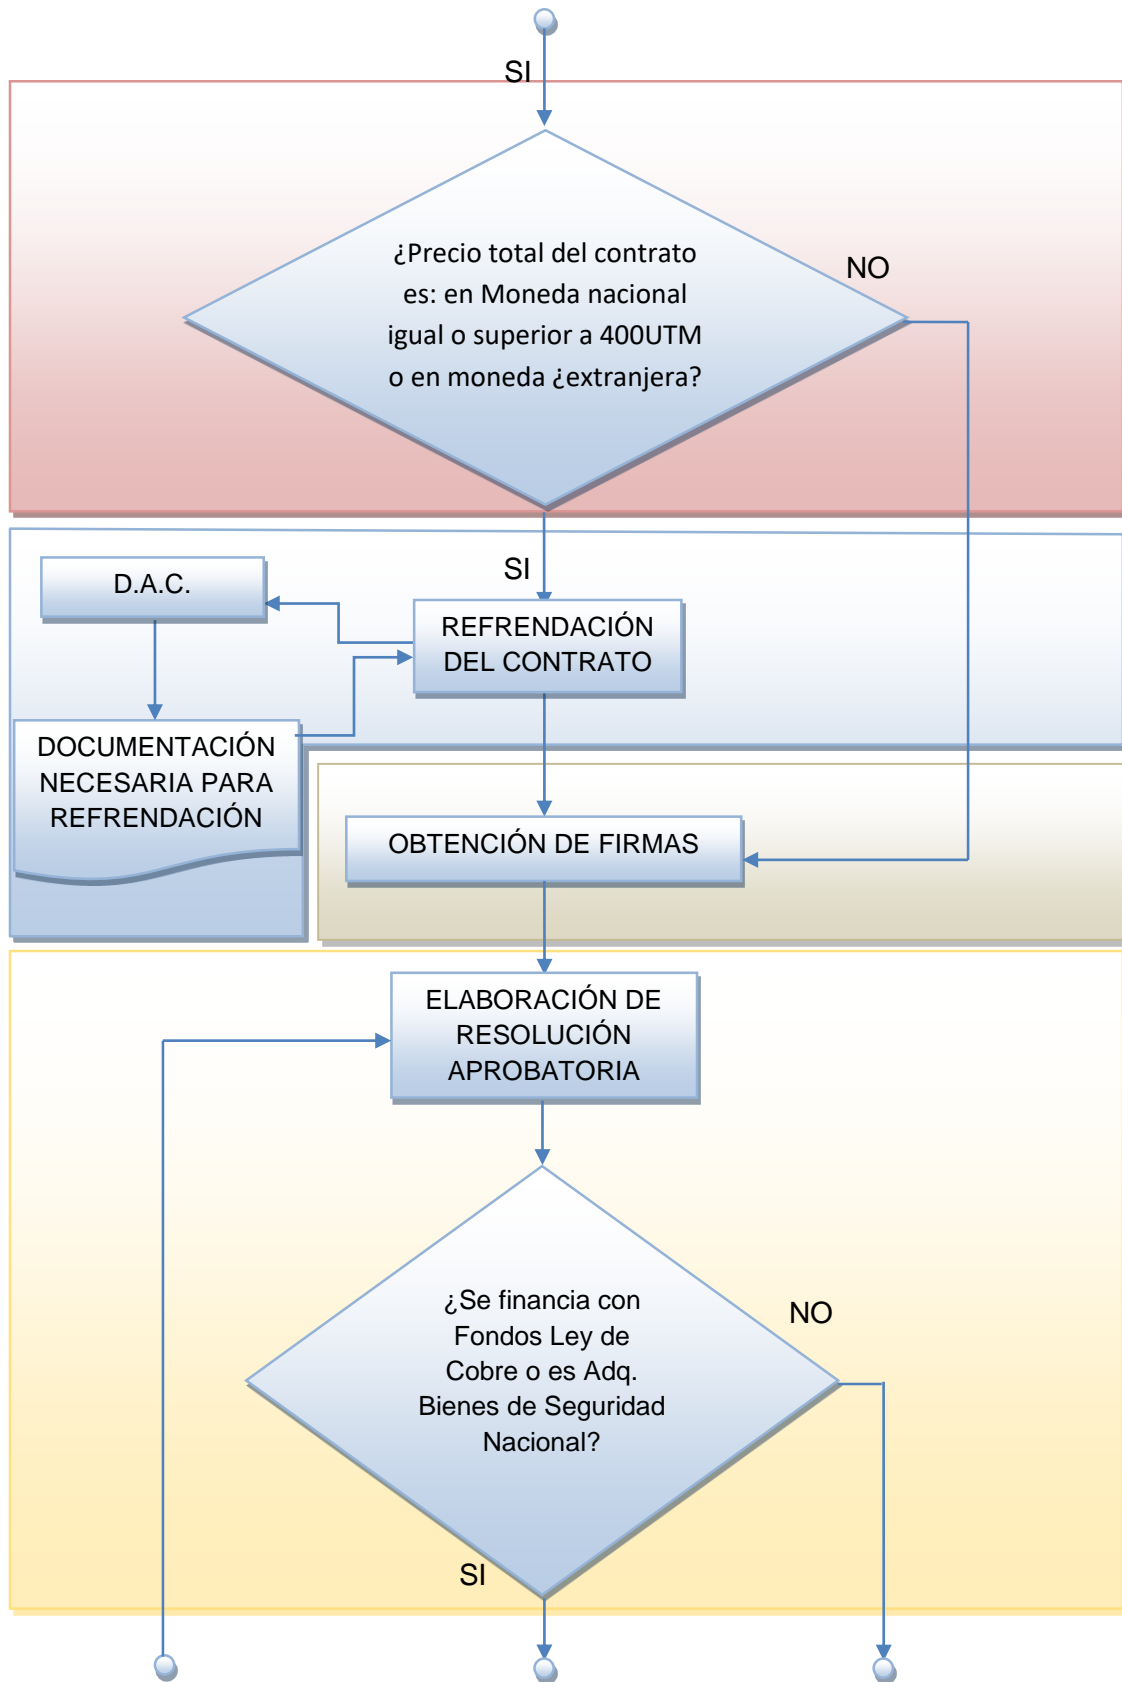 SI
¿Precio total del contrato
es: en Moneda nacional
igual o superior a 400UTM
o en moneda ¿extranjera?
NO
SI
D.A.C.
REFRENDACIÓN
DEL CONTRATO
DOCUMENTACIÓN
NECESARIA PARA
REFRENDACIÓN
OBTENCIÓN DE FIRMAS
ELABORACIÓN DE
RESOLUCIÓN
APROBATORIA
¿Se financia con
Fondos Ley de
Cobre o es Adq.
Bienes de Seguridad
Nacional?
NO
SI